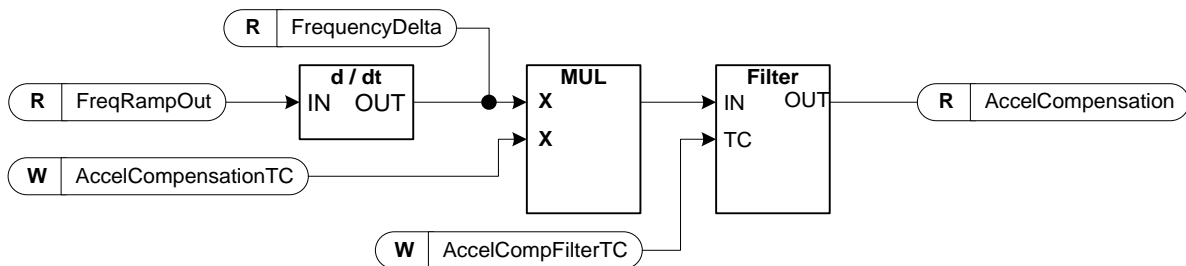 R FrequencyDelta
d / dt
MUL
Filter
R FreqRampOut
IN OUT
X
IN OUT
R AccelCompensation
X
TC
W AccelCompensationTC
W AccelCompFilterTC